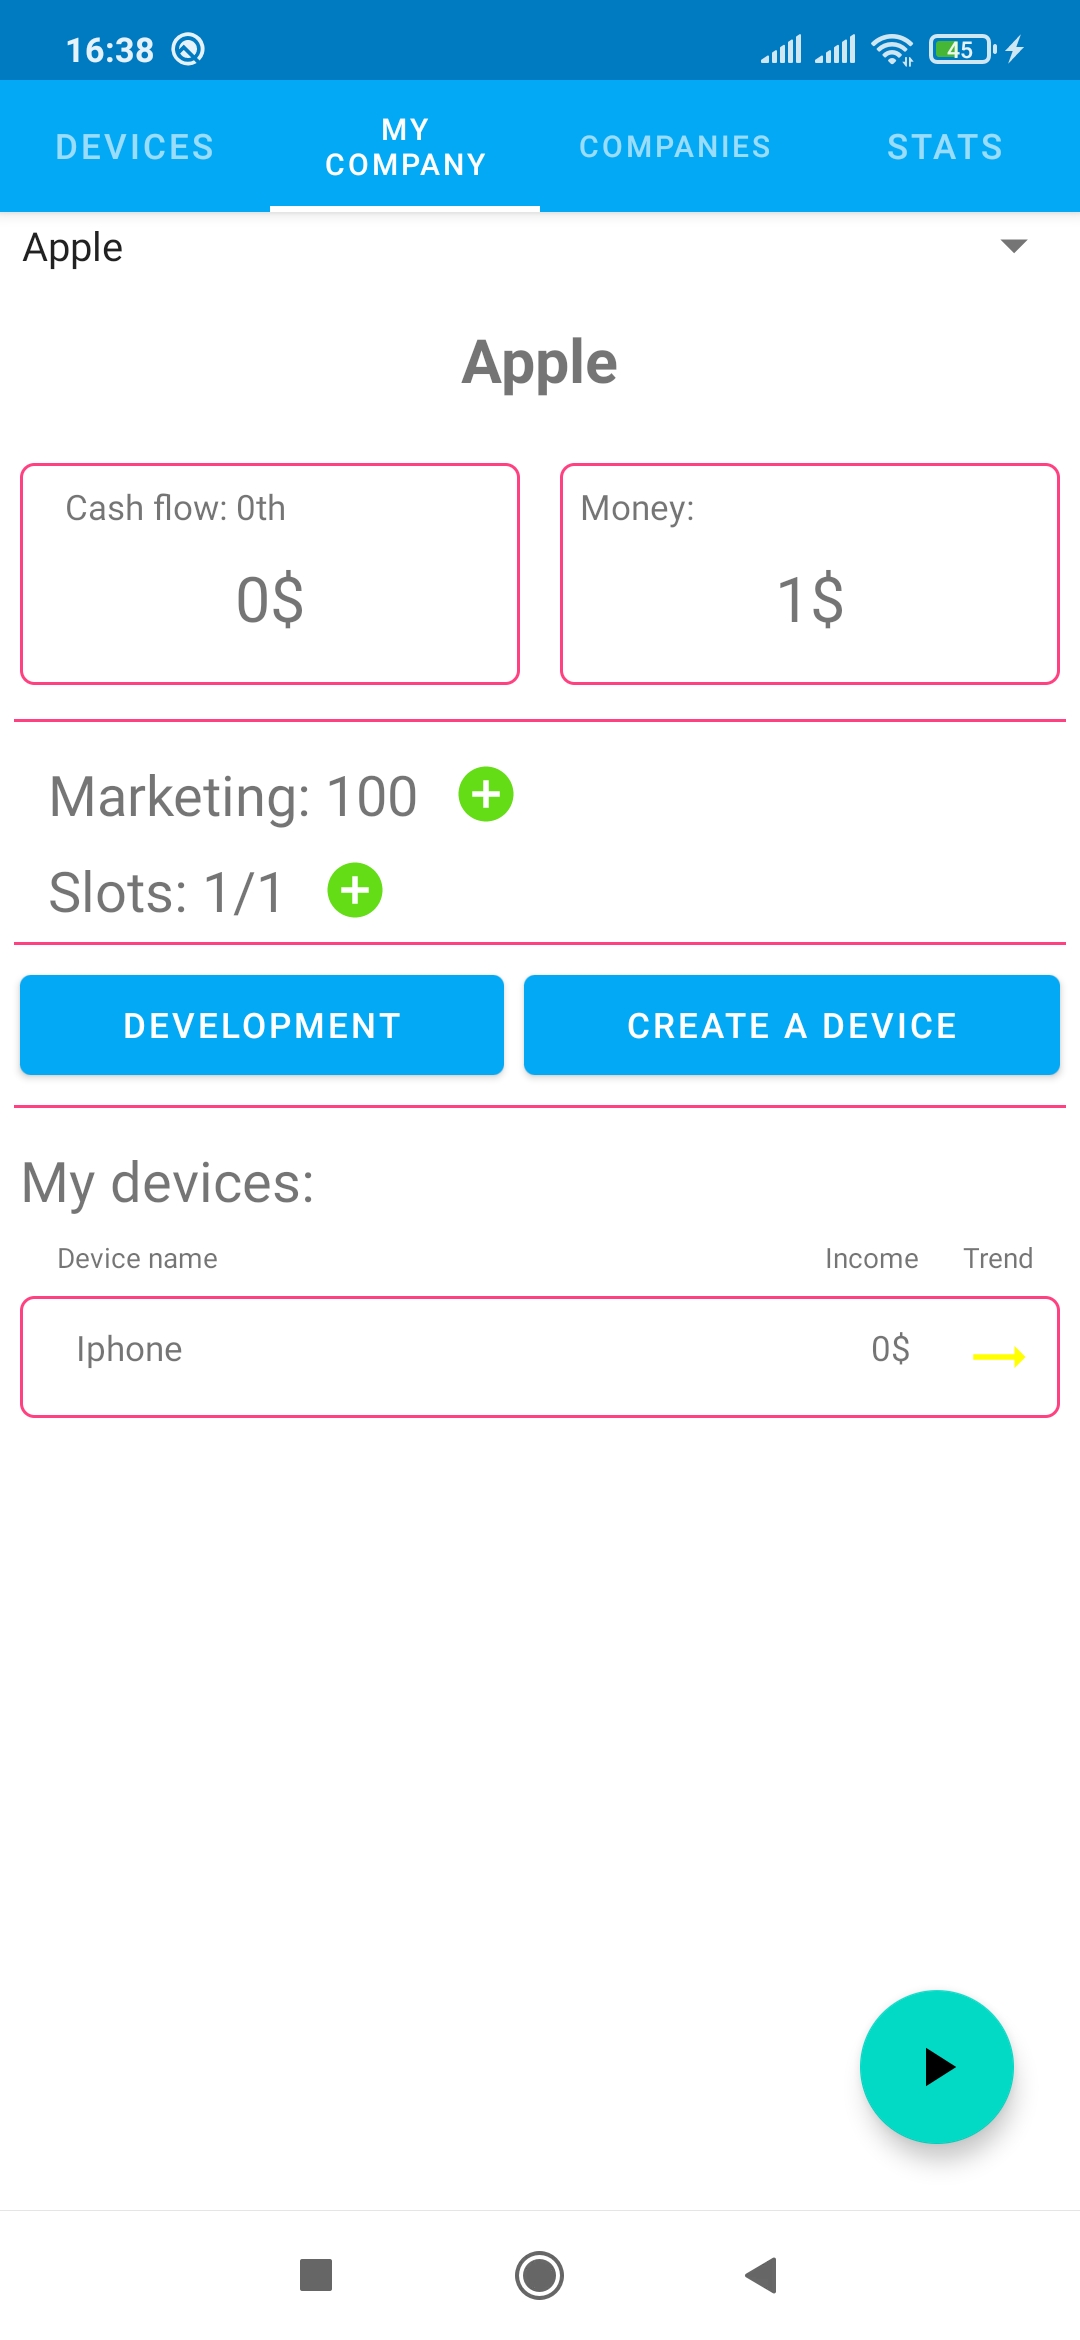 16:38
45
DEVICES
MY
COMPANY
COMPANIES
STATS
Apple
Apple
Cash flow: 0th
0$
Money:
1$
Marketing: 100
Slots: 1/1
DEVELOPMENT
CREATE A DEVICE
My devices:
Device name Income Trend
Iphone 0$